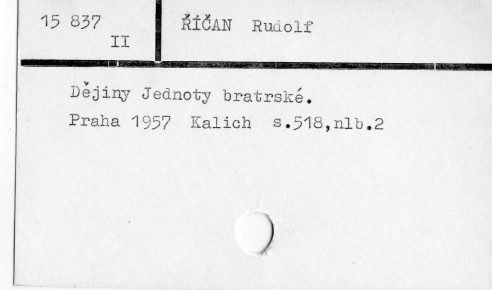 15 837 ŘÍČAN Rudolf
II
Dějiny Jednoty bratrské.
Praha 1957 Kalich s.518,nlb.2